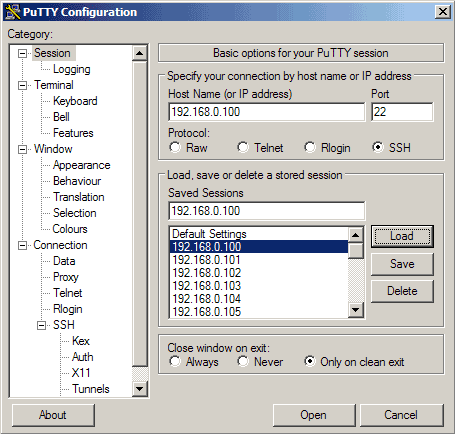 PuTTY Configuration
Category:
Session
Logging
Terminal
Keyboard
Bell
Features
Window
Appearance
Behaviour
Translation
Selection
Colours
Connection
Data
Proxy
Telnet
Rlogin
SSH
Kex
Auth
X11
Tunnels
Basic options for your PuTTY session
Specify your connection by host name or IP address
Host Name (or IP address) Port
192.168.0.100 22
Protocol:
Raw Telnet Rlogin SSH
Load, save or delete a stored session
Saved Sessions
192.168.0.100
Default Settings
192.168.0.100
192.168.0.101
192.168.0.102
192.168.0.103
192.168.0.104
192.168.0.105
Load
Save
Delete
Close window on exit:
Always Never Only on clean exit
About Open Cancel